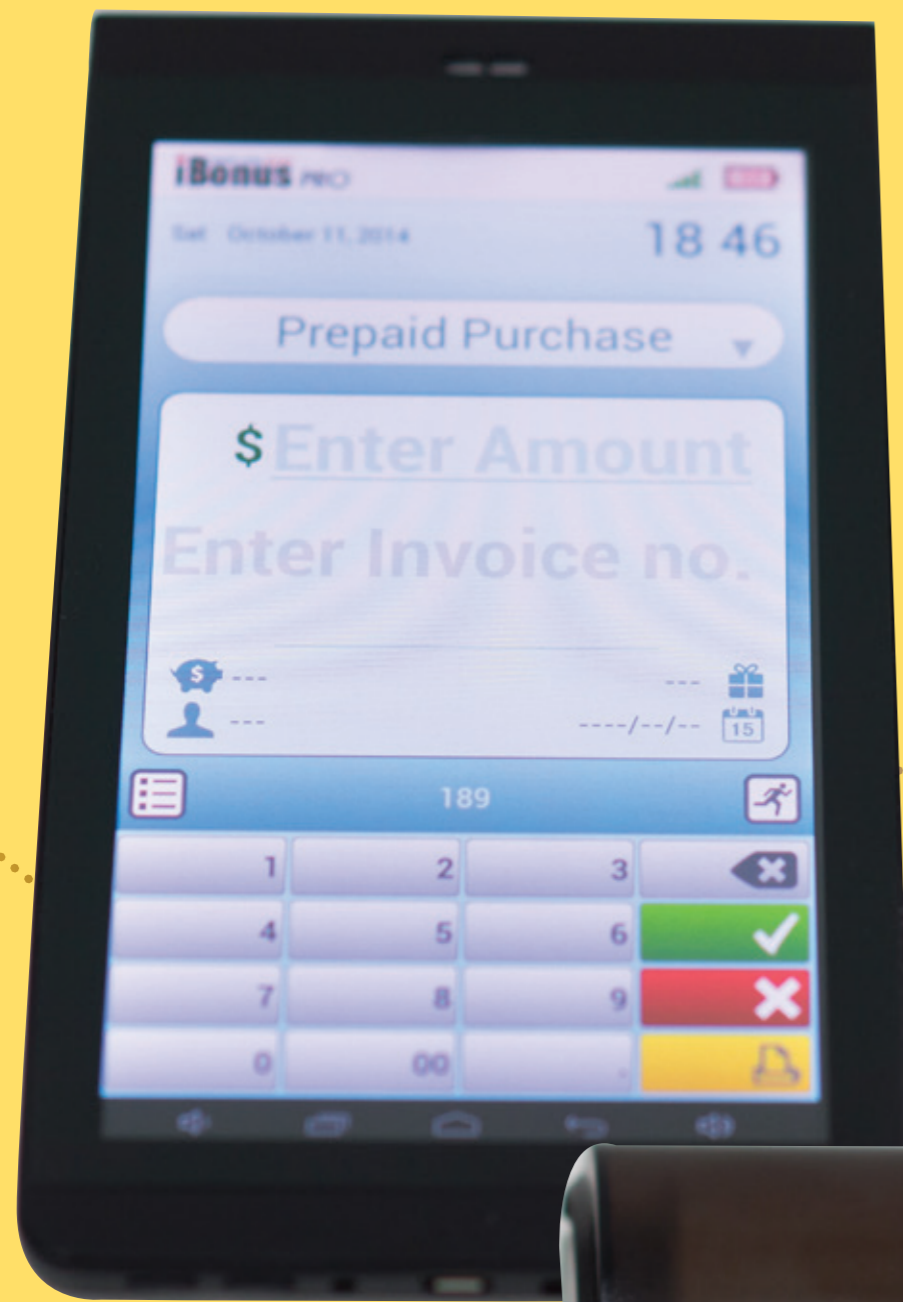 iBonus PRO
Sat October 11, 2014
18 46
Prepaid Purchase
$ Enter Amount
Enter Invoice no.
$ --- ---
--- ----/--/-- 15
189
1 2 3
4 5 6
7 8 9
0 00 .